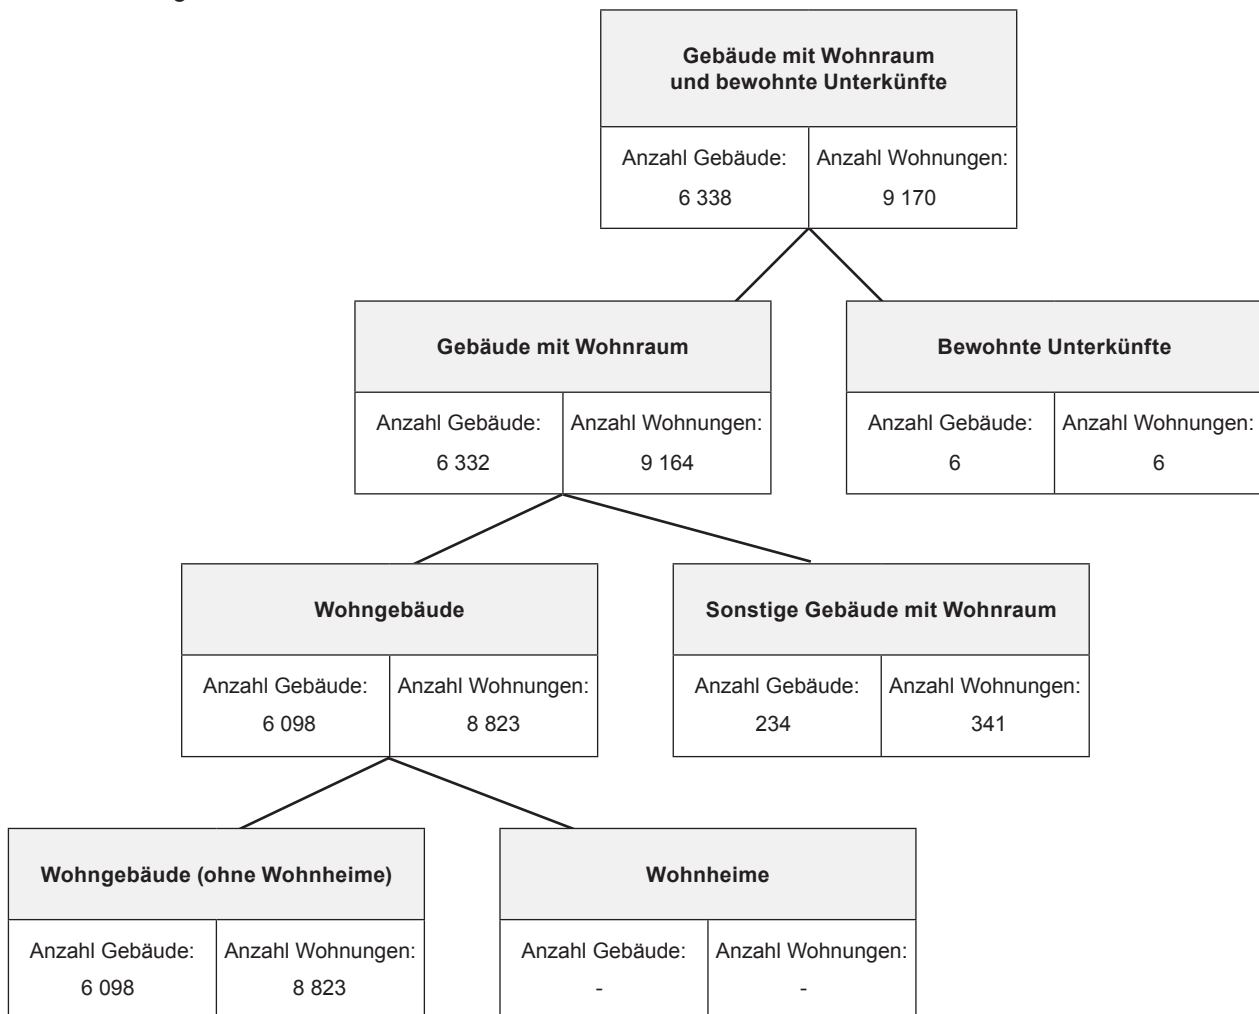 Gebäude mit Wohnraum
und bewohnte Unterkünfte
Anzahl Gebäude:
6 338
Anzahl Wohnungen:
9 170
Gebäude mit Wohnraum
Anzahl Gebäude:
6 332
Anzahl Wohnungen:
9 164
Bewohnte Unterkünfte
Anzahl Gebäude:
6
Anzahl Wohnungen:
6
Wohngebäude
Anzahl Gebäude:
6 098
Anzahl Wohnungen:
8 823
Sonstige Gebäude mit Wohnraum
Anzahl Gebäude:
234
Anzahl Wohnungen:
341
Wohngebäude (ohne Wohnheime)
Anzahl Gebäude:
6 098
Anzahl Wohnungen:
8 823
Wohnheime
Anzahl Gebäude:
-
Anzahl Wohnungen:
-